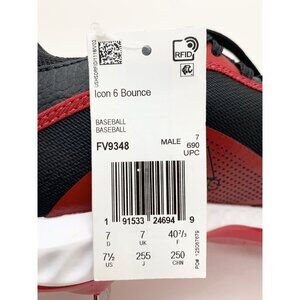 RFID
Icon 6 Bounce
BASEBALL
BASEBALL
FV9348
MALE
7
690
UPC
1 91533 24694 9
7 7 40⅔
D UK F
7½ 255 250
US J CHN